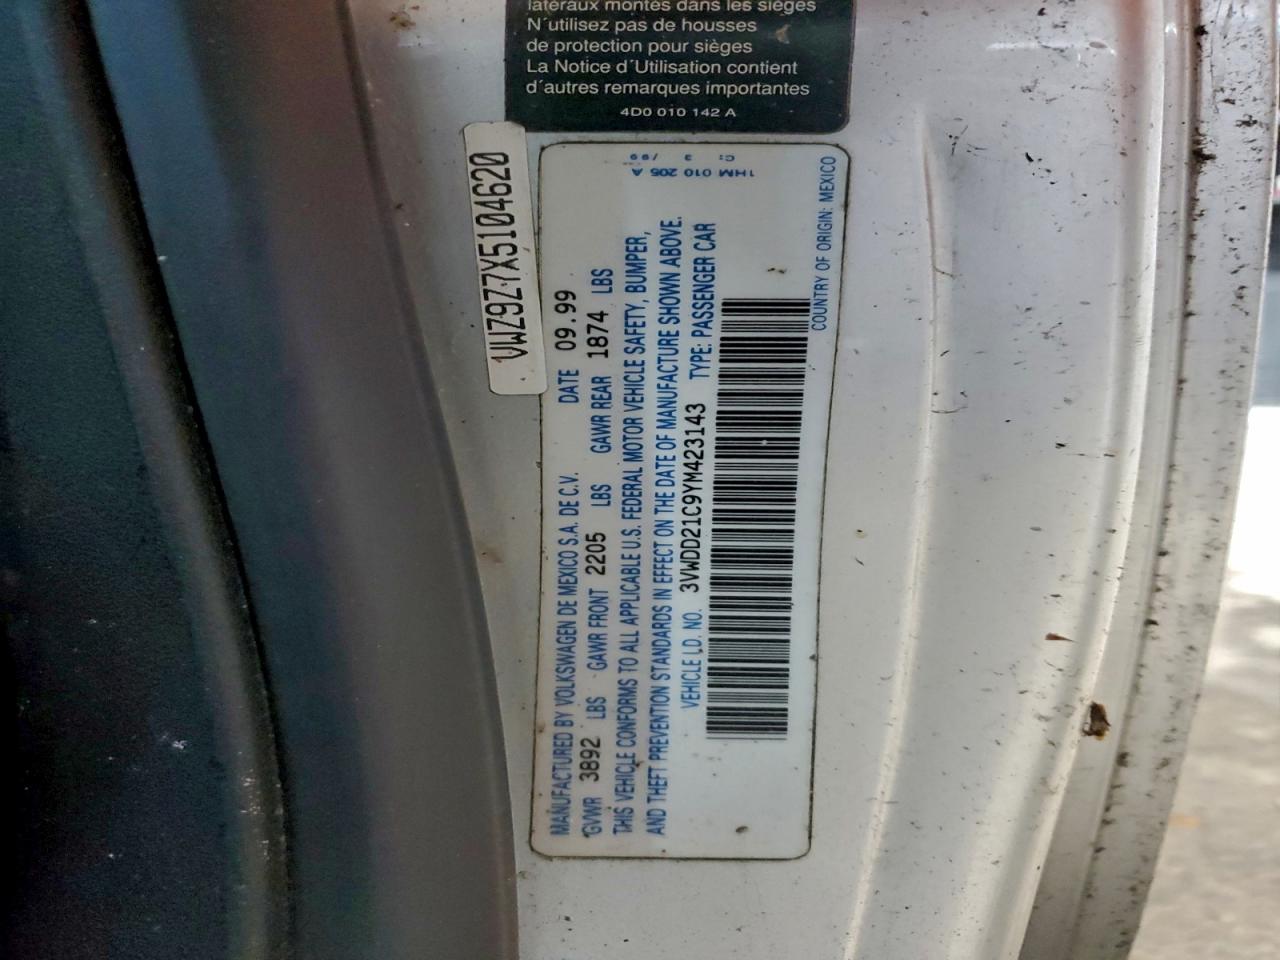 latéraux montés dans les sièges
N´utilisez pas de housses
de protection pour sièges
La Notice d´Utilisation contient
d´autres remarques importantes
4D0 010 142 A
VWZ9Z7X5104620
MANUFACTURED BY VOLKSWAGEN DE MEXICO S.A. DE C.V. DATE 09.99
GVWR 3892 LBS GAWR FRONT 2205 LBS GAWR REAR 1874 LBS
THIS VEHICLE CONFORMS TO ALL APPLICABLE U.S. FEDERAL MOTOR VEHICLE SAFETY, BUMPER,
AND THEFT PREVENTION STANDARDS IN EFFECT ON THE DATE OF MANUFACTURE SHOWN ABOVE.
VEHICLE I.D. NO. 3VWDD21C9YM423143 TYPE: PASSENGER CAR
COUNTRY OF ORIGIN: MEXICO
1HM 010 205 A
C: 3 /99